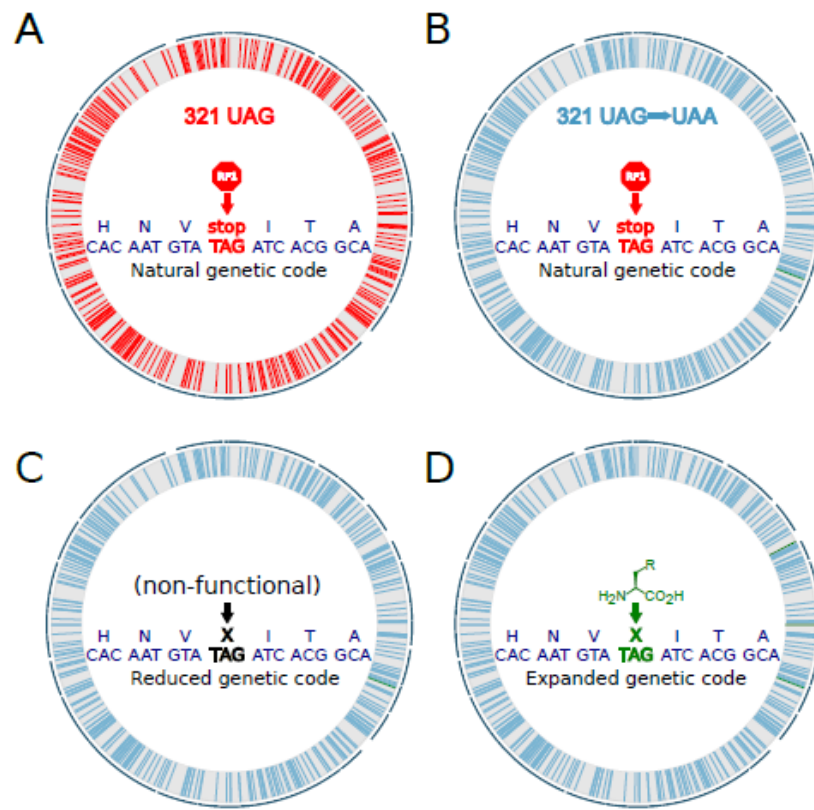 A
321 UAG
RF1
H N V stop I T A
CAC AAT GTA TAG ATC ACG GCA
Natural genetic code
B
321 UAG➡UAA
RF1
H N V stop I T A
CAC AAT GTA TAG ATC ACG GCA
Natural genetic code
C
(non-functional)
H N V X I T A
CAC AAT GTA TAG ATC ACG GCA
Reduced genetic code
D
R
H₂N CO₂H
H N V X I T A
CAC AAT GTA TAG ATC ACG GCA
Expanded genetic code